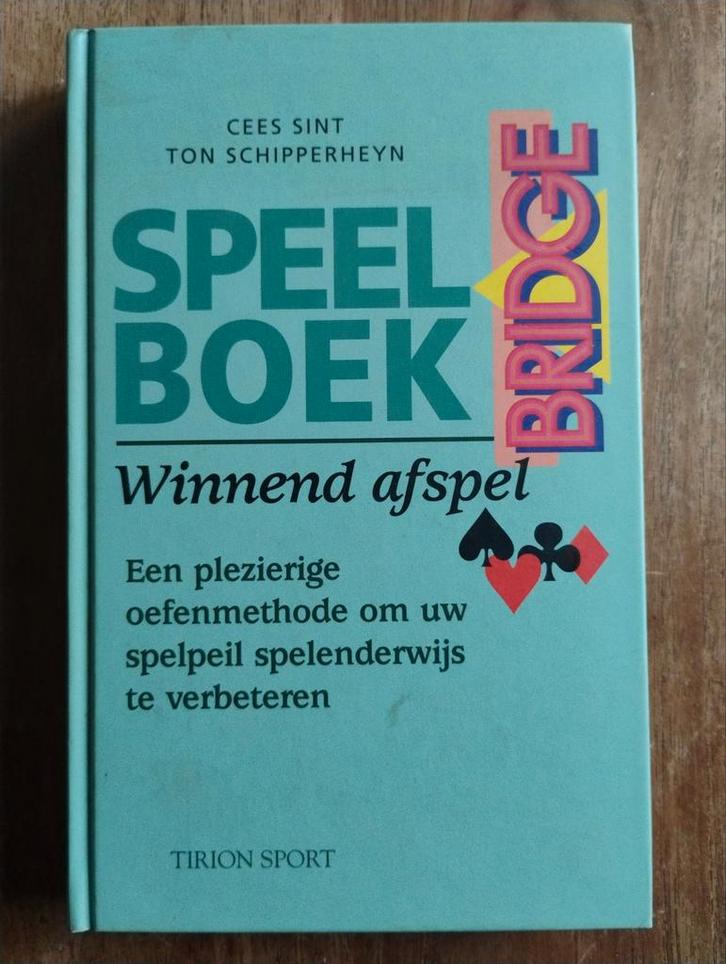 CEES SINT
TON SCHIPPERHEYN
SPEEL
BOEK
BRIDGE
Winnend afspel
Een plezierige
oefenmethode om uw
spelpeil spelenderwijs
te verbeteren
TIRION SPORT